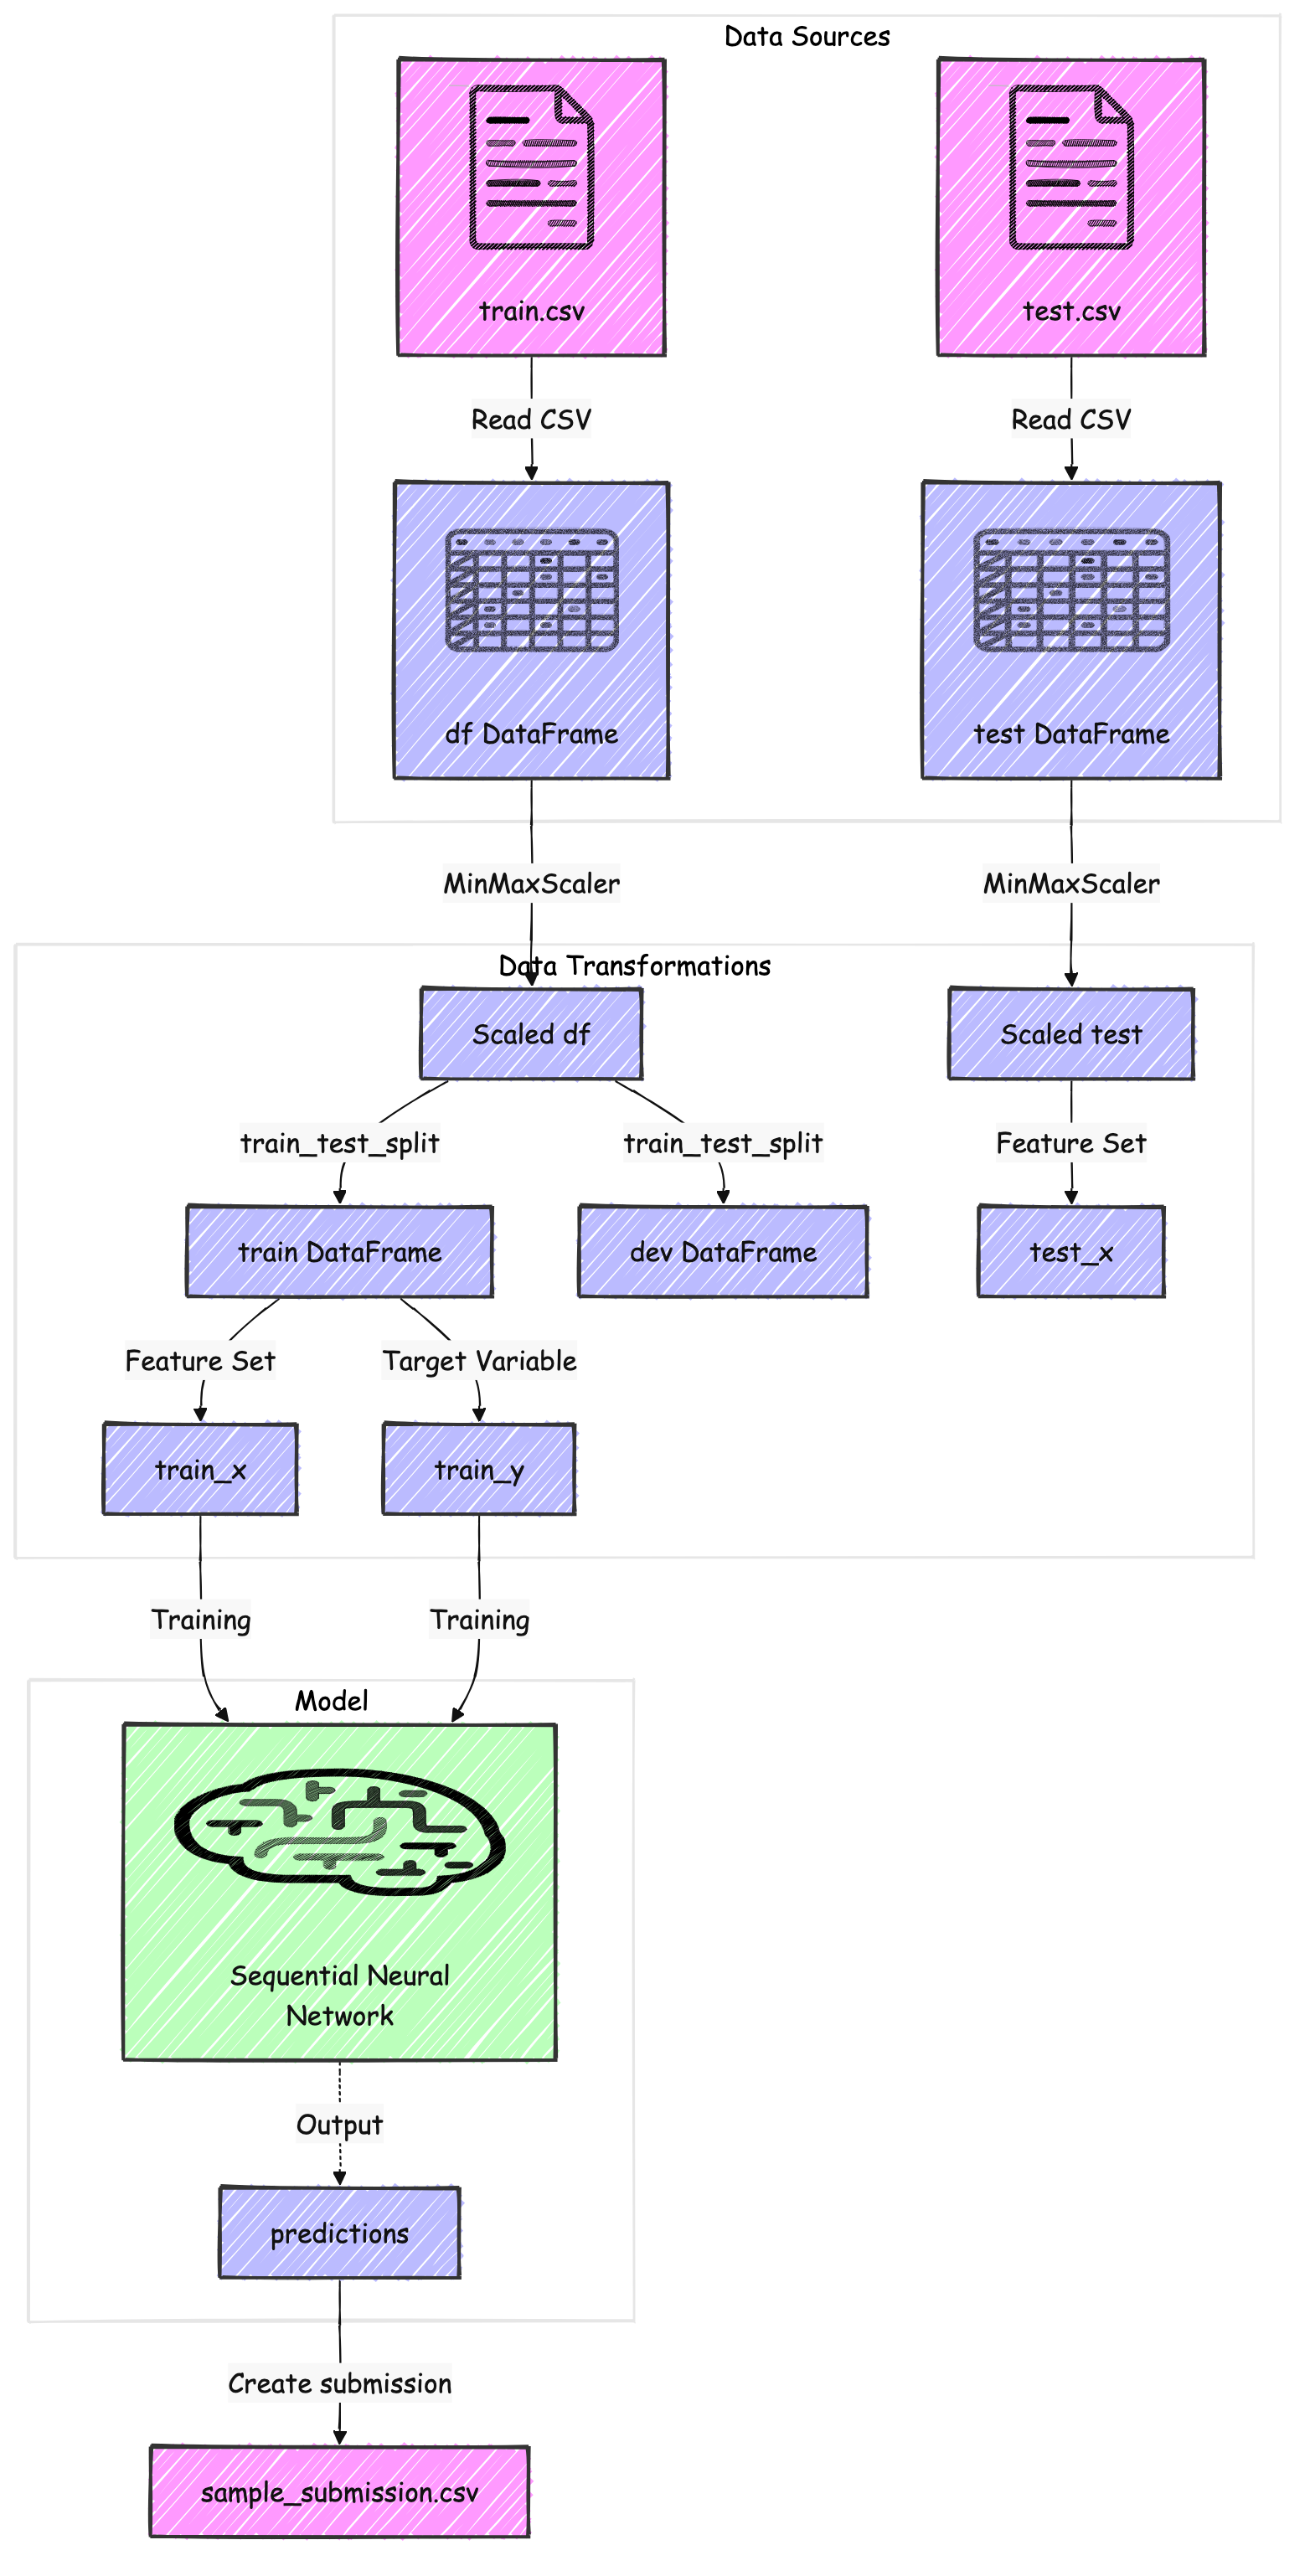 Data Sources
train.csv
test.csv
Read CSV
Read CSV
df DataFrame
test DataFrame
MinMaxScaler
MinMaxScaler
Data Transformations
Scaled df
Scaled test
train_test_split
train_test_split
Feature Set
train DataFrame
dev DataFrame
test_x
Feature Set
Target Variable
train_x
train_y
Training
Training
Model
Sequential Neural
Network
Output
predictions
Create submission
sample_submission.csv